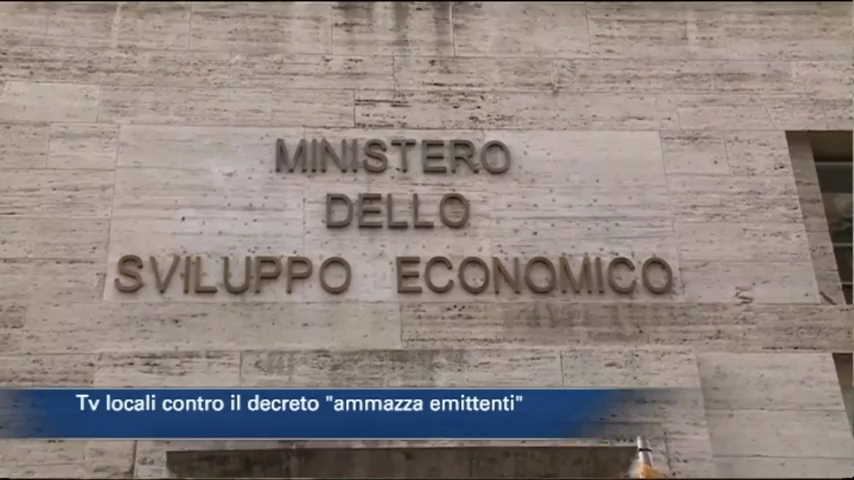 MINISTERO
DELLO
SVILUPPO ECONOMICO
Tv locali contro il decreto "ammazza emittenti"